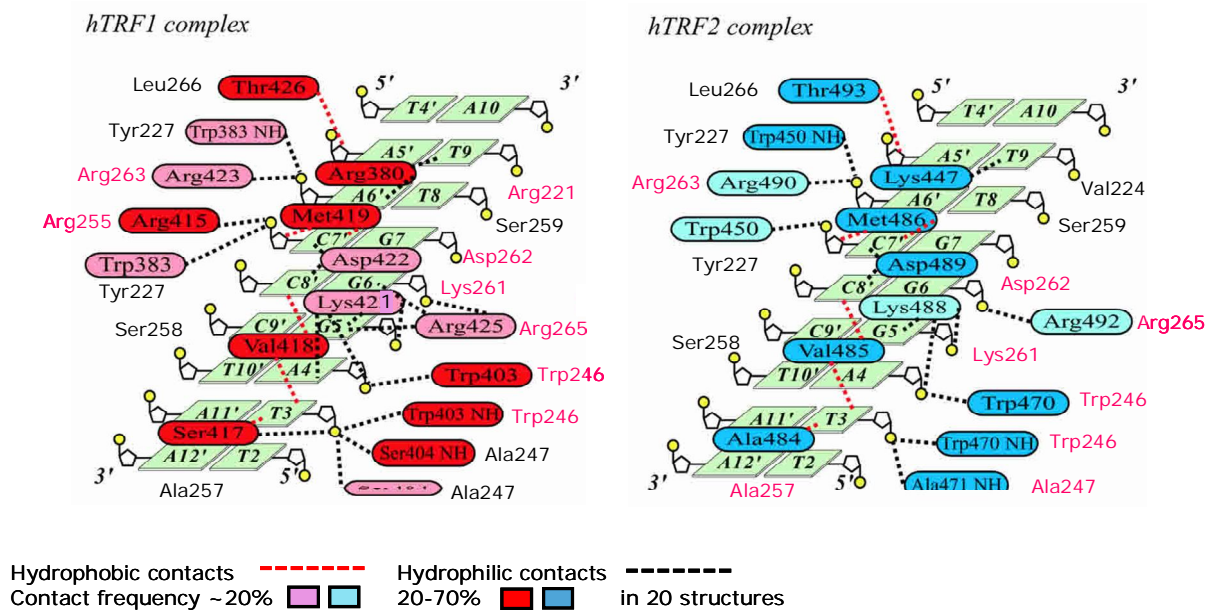 hTRF1 complex
hTRF2 complex
5' 3'
Leu266 Thr426
T4' A10
Tyr227 Trp383 NH
A5' T9
Arg263 Arg423 Arg380 Arg221
A6' T8
Arg255 Arg415 Met419 Ser259
C7' G7
Trp383 Asp422 Asp262
Tyr227
C8' G6 Lys261
Lys421
Ser258 C9' G5 Arg425 Arg265
Val418
T10' A4 Trp403 Trp246
A11' T3 Trp403 NH Trp246
Ser417
A12' T2 Ser404 NH Ala247
3' 5'
Ala257 Ala247
5' 3'
Leu266 Thr493
T4' A10
Tyr227 Trp450 NH
A5' T9
Arg263 Arg490 Lys447 Val224
A6' T8
Trp450 Met486 Ser259
C7' G7
Tyr227 Asp489 Asp262
C8' G6
Lys488 Arg492 Arg265
Ser258 C9' G5
Val485 Lys261
T10' A4 Trp470 Trp246
A11' T3
Ala484 Trp470 NH Trp246
A12' T2
3' 5' Ala471 NH Ala247
Ala257
Hydrophobic contacts Hydrophilic contacts
Contact frequency ~20% 20-70% in 20 structures